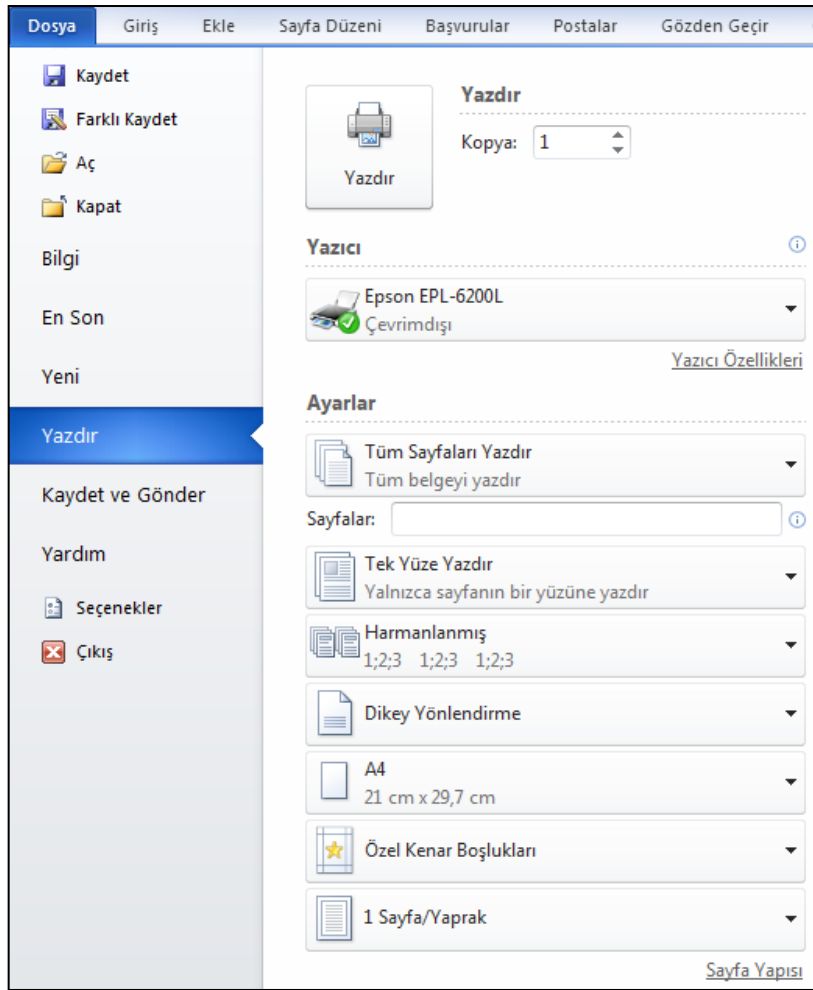 Dosya Giriş Ekle Sayfa Düzeni Başvurular Postalar Gözden Geçir
Kaydet
Farklı Kaydet
Aç
Kapat
Bilgi
En Son
Yeni
Yazdır
Kaydet ve Gönder
Yardım
Seçenekler
Çıkış
Yazdır
Yazdır
Kopya: 1
Yazıcı
Epson EPL-6200L
Çevrimdışı
Yazıcı Özellikleri
Ayarlar
Tüm Sayfaları Yazdır
Tüm belgeyi yazdır
Sayfalar:
Tek Yüze Yazdır
Yalnızca sayfanın bir yüzüne yazdır
Harmanlanmış
1;2;3 1;2;3 1;2;3
Dikey Yönlendirme
A4
21 cm x 29,7 cm
Özel Kenar Boşlukları
1 Sayfa/Yaprak
Sayfa Yapısı